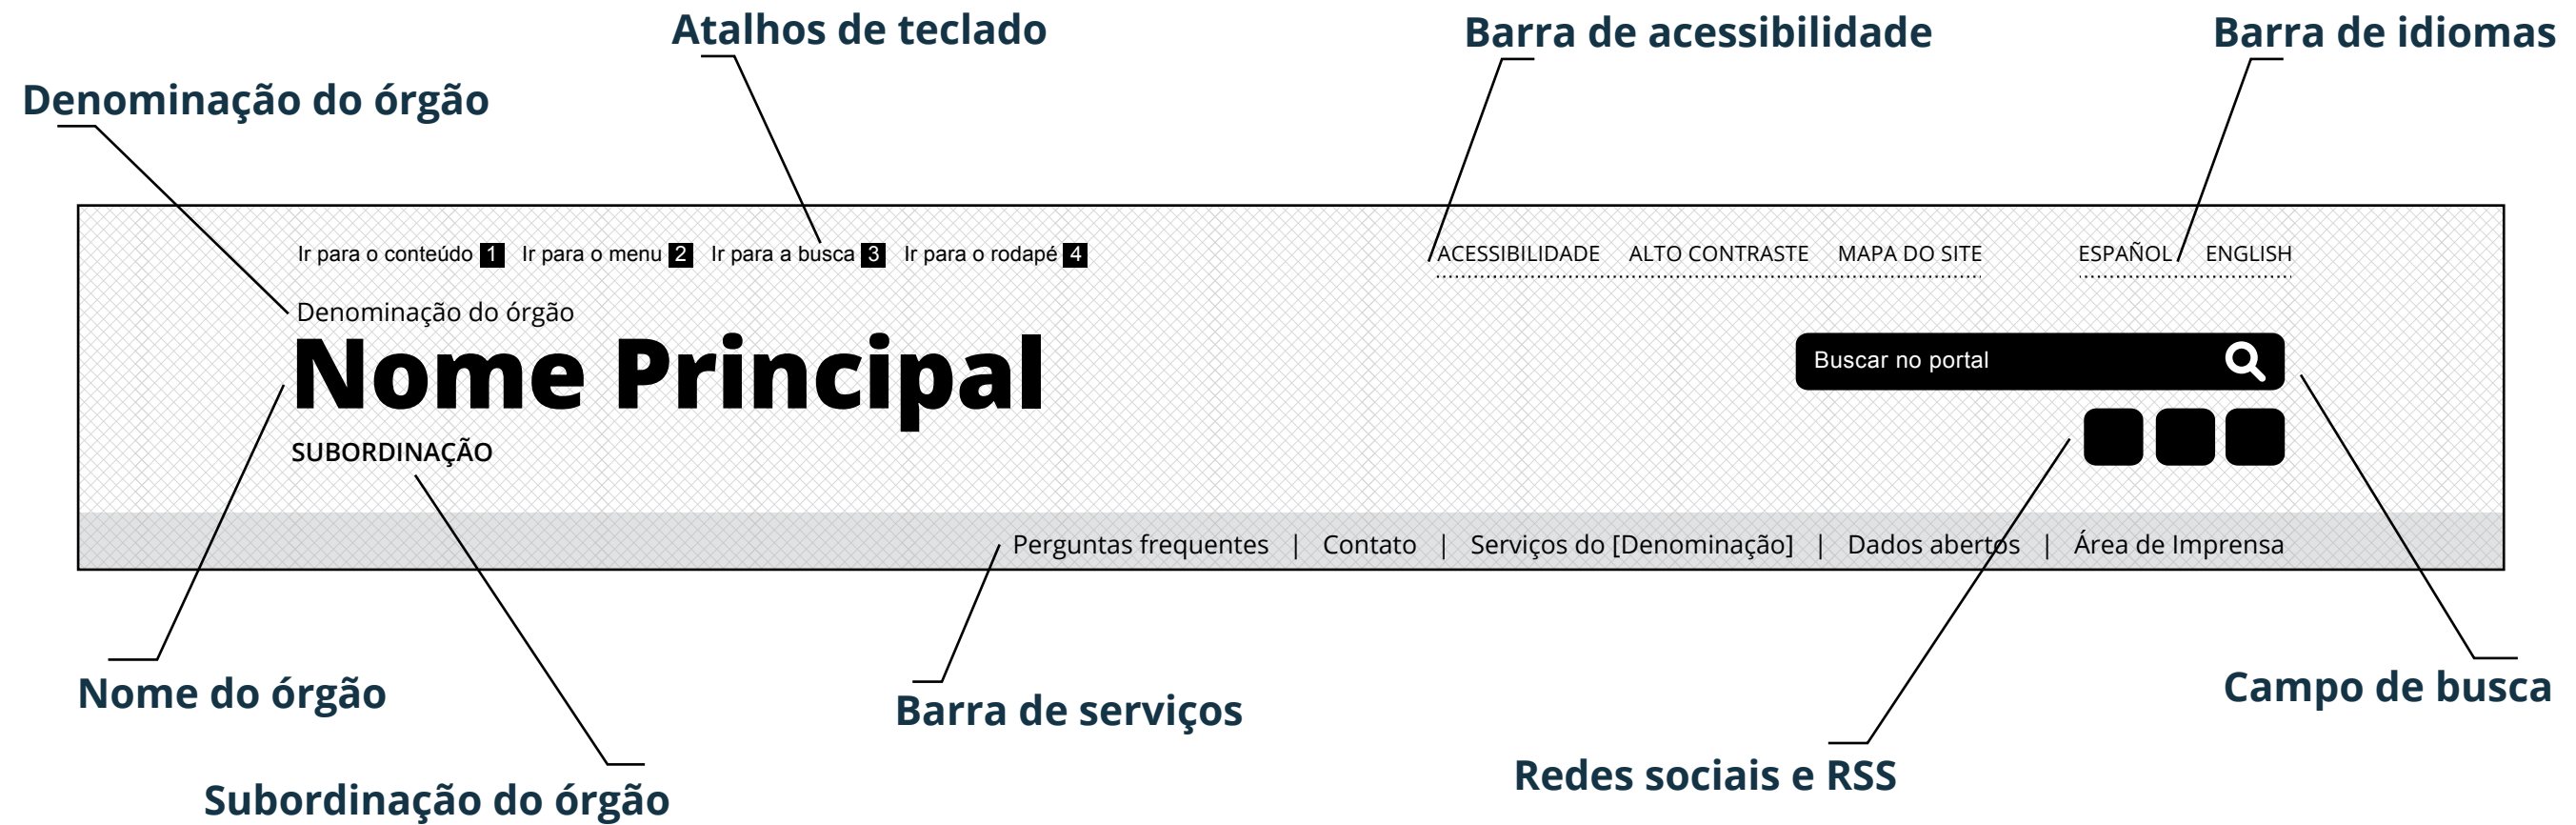 Atalhos de teclado
Barra de acessibilidade
Barra de idiomas
Denominação do órgão
Ir para o conteúdo 1 Ir para o menu 2 Ir para a busca 3 Ir para o rodapé 4
ACESSIBILIDADE ALTO CONTRASTE MAPA DO SITE
ESPAÑOL ENGLISH
Denominação do órgão
Nome Principal
Buscar no portal
SUBORDINAÇÃO
Perguntas frequentes | Contato | Serviços do [Denominação] | Dados abertos | Área de Imprensa
Nome do órgão
Barra de serviços
Campo de busca
Redes sociais e RSS
Subordinação do órgão